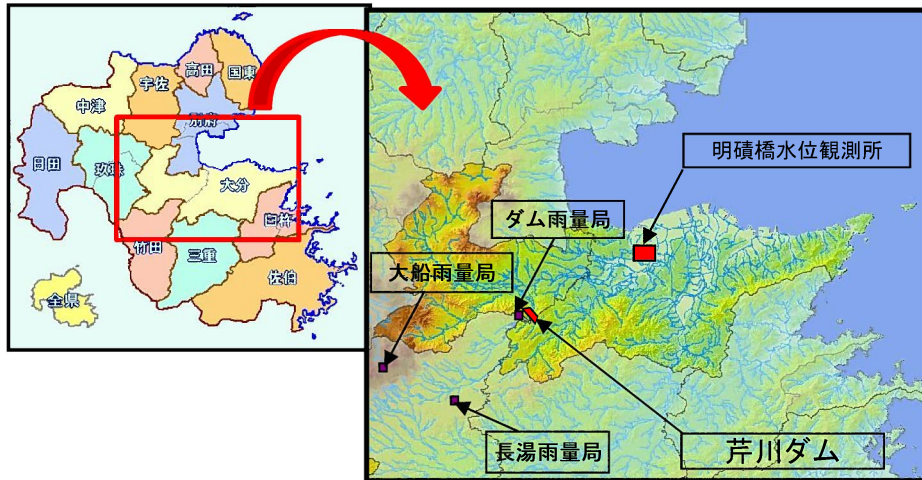 高田
国東
宇佐
中津
別府
日田
玖珠
大分
臼杵
竹田
三重
佐伯
全県
明磧橋水位観測所
ダム雨量局
大船雨量局
長湯雨量局
芹川ダム